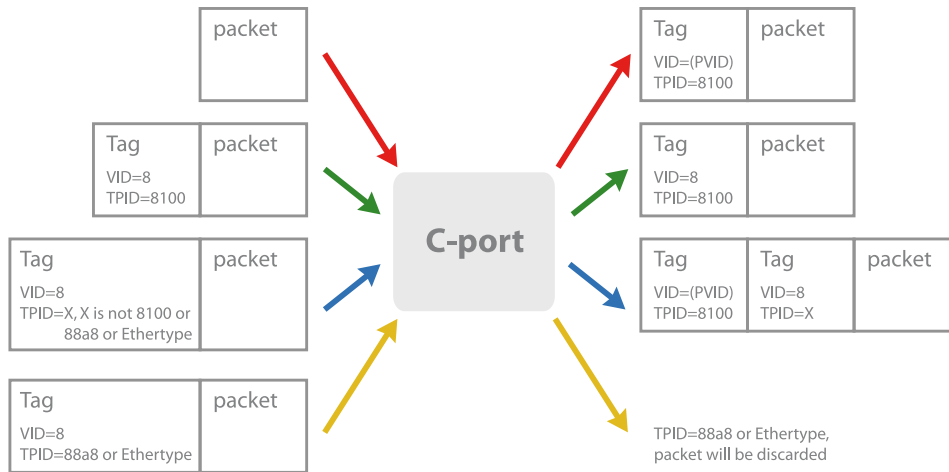 packet
Tag
packet
VID=8
TPID=8100
Tag
packet
VID=8
TPID=X, X is not 8100 or
88a8 or Ethertype
Tag
packet
VID=8
TPID=88a8 or Ethertype
C-port
Tag
packet
VID=(PVID)
TPID=8100
Tag
packet
VID=8
TPID=8100
Tag
Tag
packet
VID=(PVID)
VID=8
TPID=8100
TPID=X
TPID=88a8 or Ethertype,
packet will be discarded